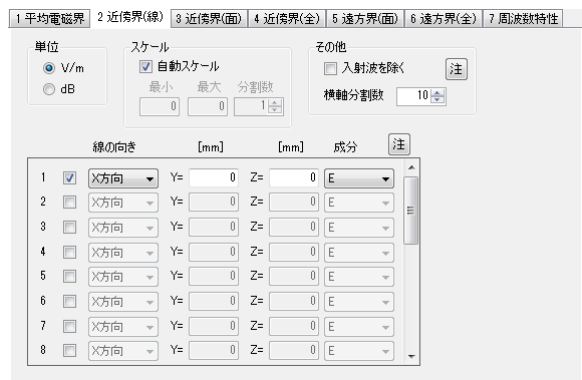 1 平均電磁界 2 近傍界(線) 3 近傍界(面) 4 近傍界(全) 5 遠方界(面) 6 遠方界(全) 7 周波数特性
単位 スケール その他
V/m 自動スケール 入射波を除く 注
dB 最小 最大 分割数 横軸分割数 10
0 0 1
線の向き [mm] [mm] 成分 注
1 X方向 Y= 0 Z= 0 E
2 X方向 Y= 0 Z= 0 E
3 X方向 Y= 0 Z= 0 E
4 X方向 Y= 0 Z= 0 E
5 X方向 Y= 0 Z= 0 E
6 X方向 Y= 0 Z= 0 E
7 X方向 Y= 0 Z= 0 E
8 X方向 Y= 0 Z= 0 E